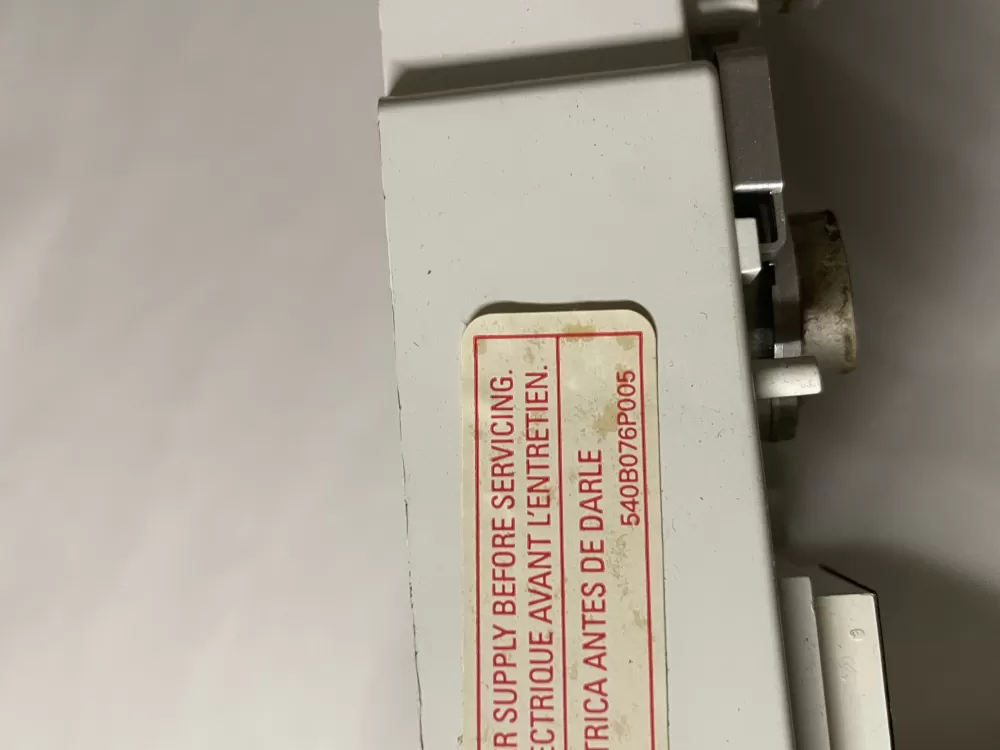 R SUPPLY BEFORE SERVICING.
ECTRIQUE AVANT L'ENTRETIEN.
TRICA ANTES DE DARLE
540B076P005